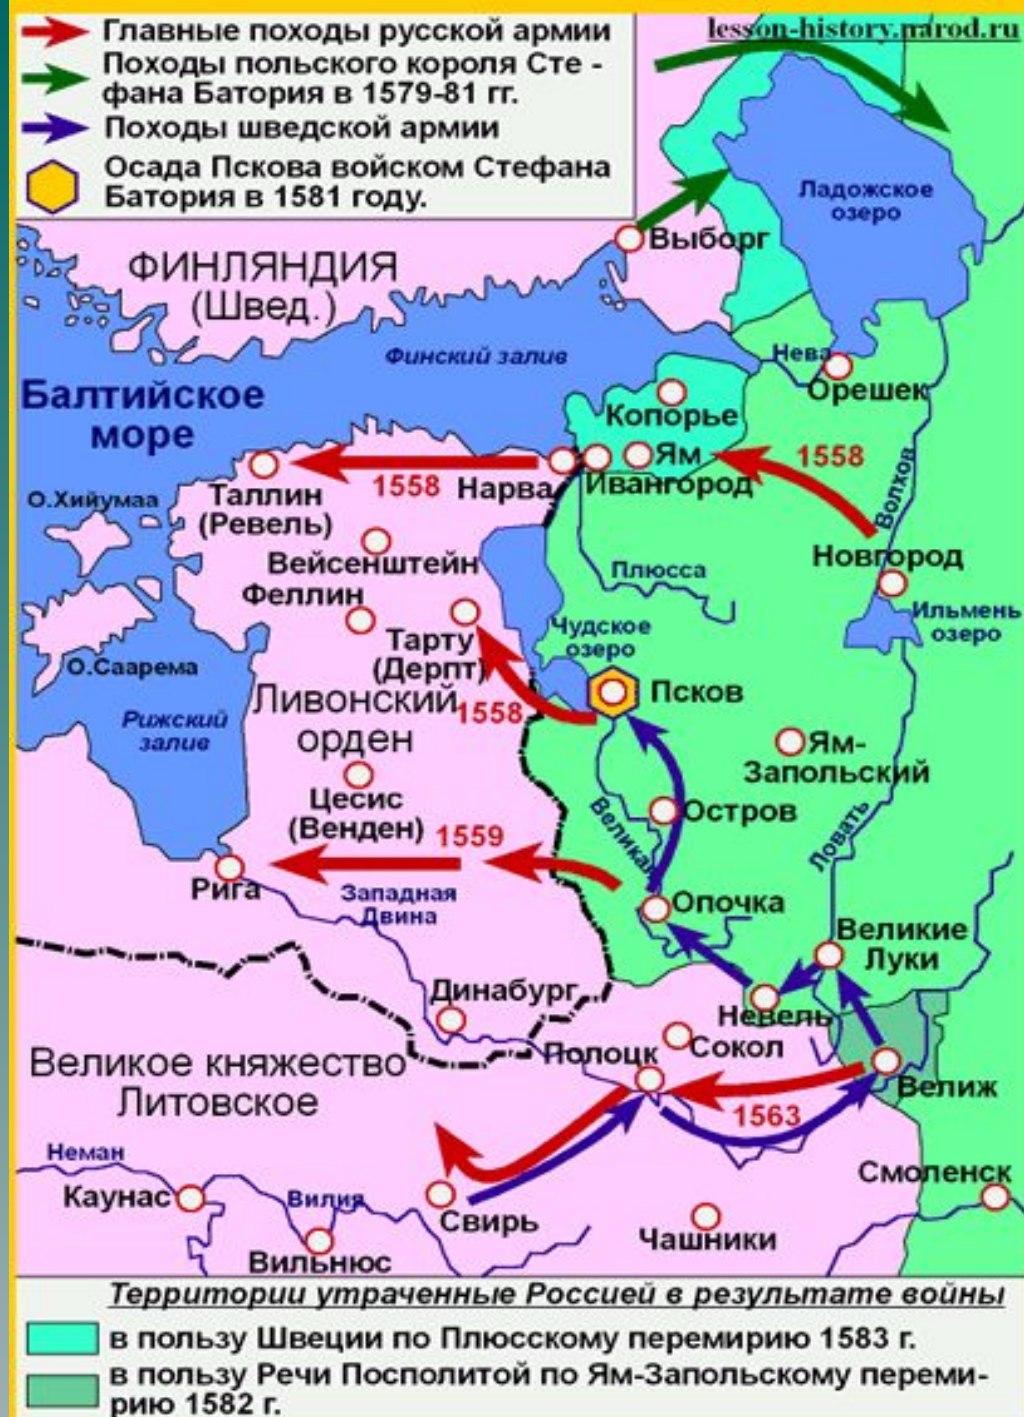 Главные походы русской армии
lesson-history.narod.ru
Походы польского короля Сте -
фана Батория в 1579-81 гг.
Походы шведской армии
Осада Пскова войском Стефана
Батория в 1581 году.
Ладожское
озеро
Выборг
ФИНЛЯНДИЯ
(Швед.)
Финский залив
Нева
Орешек
Балтийское
море
Копорье
Ям
1558
1558
Нарва
Ивангород
Волхов
Таллин
(Ревель)
О.Хийумаа
Вейсенштейн
Новгород
Плюсса
Феллин
Ильмень
озеро
Чудское
озеро
Тарту
(Дерпт)
О.Саарема
Псков
Ливонский
орден
1558
Рижский
залив
Ям-
Запольский
Цесис
(Венден)
Остров
Великая
Ловать
1559
Рига
Западная
Двина
Опочка
Великие
Луки
Динабург
Невель
Сокол
Полоцк
Великое княжество
Литовское
Велиж
1563
Неман
Каунас
Вилия
Свирь
Смоленск
Чашники
Вильнюс
Территории утраченные Россией в результате войны
в пользу Швеции по Плюсскому перемирию 1583 г.
в пользу Речи Посполитой по Ям-Запольскому переми-
рию 1582 г.